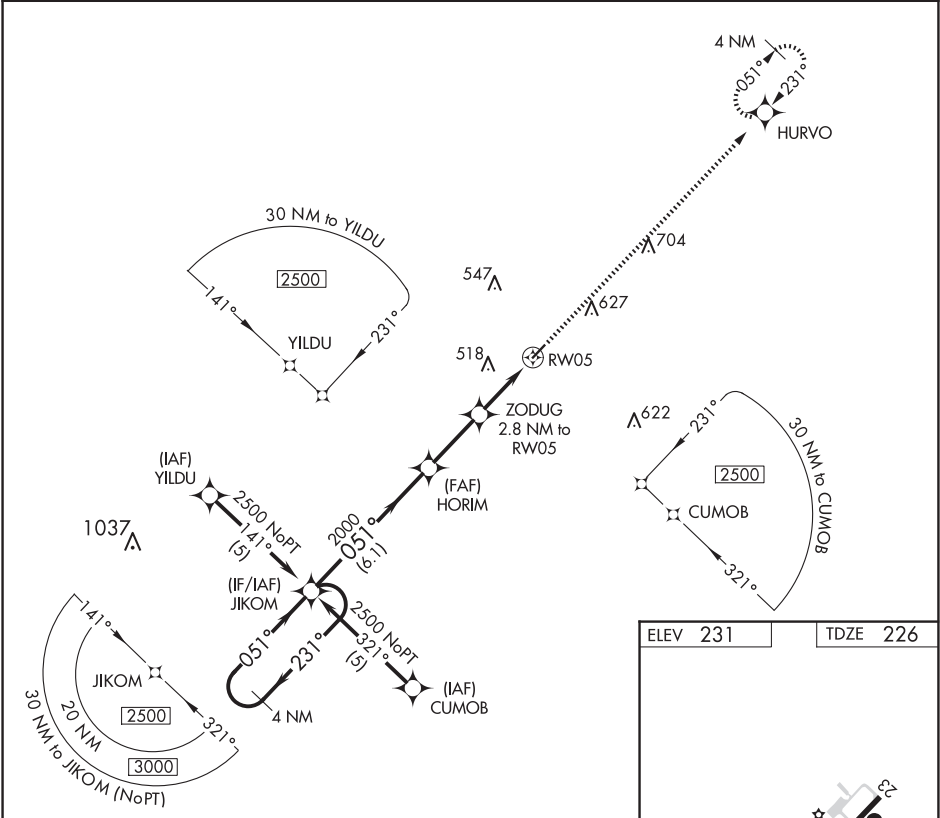 4 NM
051°
231°
HURVO
30 NM to YILDU
2500
141°
231°
YILDU
704
547
627
518
RW05
ZODUG
2.8 NM to
RW05
622
231°
30 NM to CUMOB
2500
CUMOB
321°
(IAF)
YILDU
2500 NoPT
141°
(5)
(FAF)
HORIM
2000
051°
(6.1)
1037
(IF/IAF)
JIKOM
2500 NoPT
321°
(5)
051°
231°
4 NM
(IAF)
CUMOB
141°
JIKOM
2500
321°
20 NM
3000
30 NM to JIKOM (NoPT)
ELEV 231
TDZE 226
23